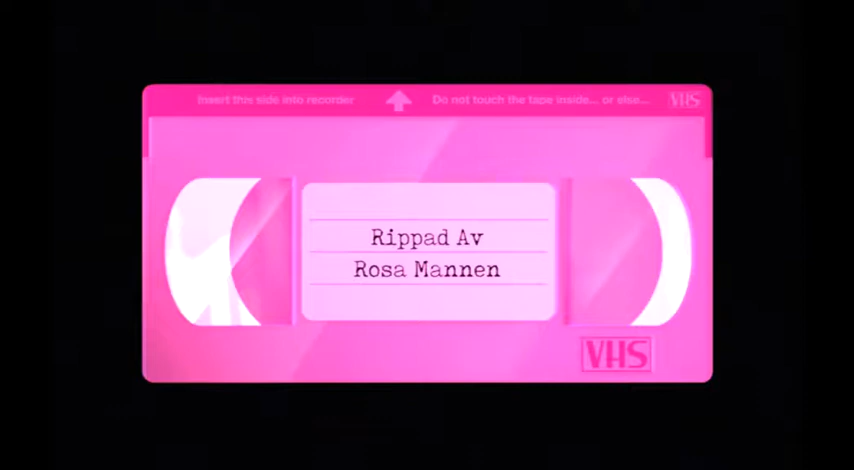 Insert this side into recorder Do not touch the tape inside... or else... VHS
Rippad Av
Rosa Mannen
VHS